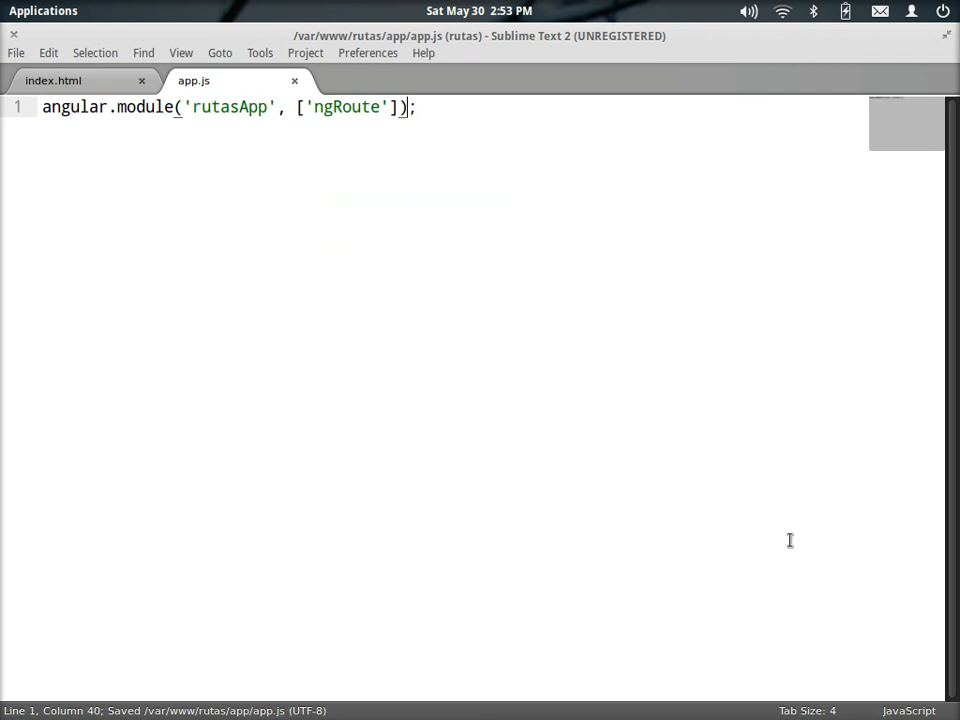 Applications
Sat May 30 2:53 PM
/var/www/rutas/app/app.js (rutas) - Sublime Text 2 (UNREGISTERED)
File Edit Selection Find View Goto Tools Project Preferences Help
index.html app.js
1 angular.module('rutasApp', ['ngRoute']);
Line 1, Column 40; Saved /var/www/rutas/app/app.js (UTF-8) Tab Size: 4 JavaScript